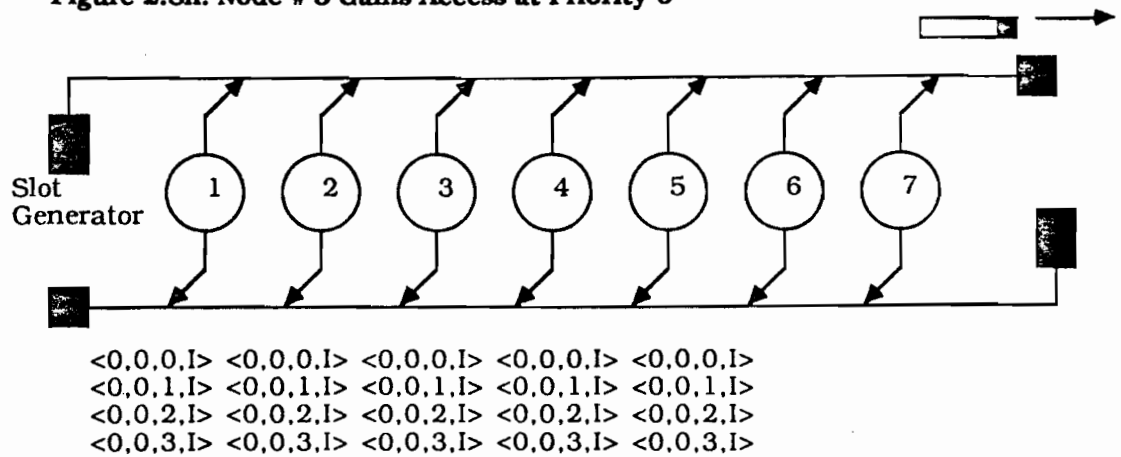 1 2 3 4 5 6 7
Slot
Generator
<0,0,0,I> <0,0,0,I> <0,0,0,I> <0,0,0,I> <0,0,0,I>
<0,0,1,I> <0,0,1,I> <0,0,1,I> <0,0,1,I> <0,0,1,I>
<0,0,2,I> <0,0,2,I> <0,0,2,I> <0,0,2,I> <0,0,2,I>
<0,0,3,I> <0,0,3,I> <0,0,3,I> <0,0,3,I> <0,0,3,I>